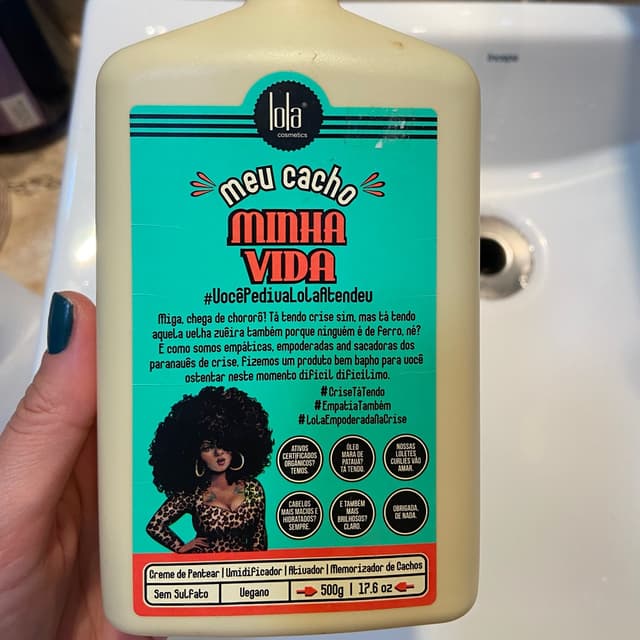 lola®
cosmetics
meu cacho
MINHA
VIDA
#VocêPediuaLolaAtendeu
Miga, chega de chororô! Tá tendo crise sim, mas tá tendo
aquela velha zuêira também porque ninguém é de ferro, né?
E como somos empáticas, empoderadas and sacadoras dos
paranauês de crise. Fizemos um produto bem bapho para você
ostentar neste momento difícil dificílimo.
#CriseTáTendo
#EmpatiaTambém
#LolaEmpoderadaNaCrise
ATIVOS
CERTIFICADOS
ORGÂNICOS?
TEMOS.
ÓLEO
MARA DE
PATAUÁ?
TÁ TENDO.
NOSSAS
LOLETES
CURLIES VÃO
AMAR.
CABELOS
MAIS MACIOS E
HIDRATADOS?
SEMPRE.
E TAMBÉM
MAIS
BRILHOSOS?
CLARO.
OBRIGADA,
DE NADA.
Creme de Pentear | Umidificador | Ativador | Memorizador de Cachos
Sem Sulfato
Vegano
500g | 17.6 oz